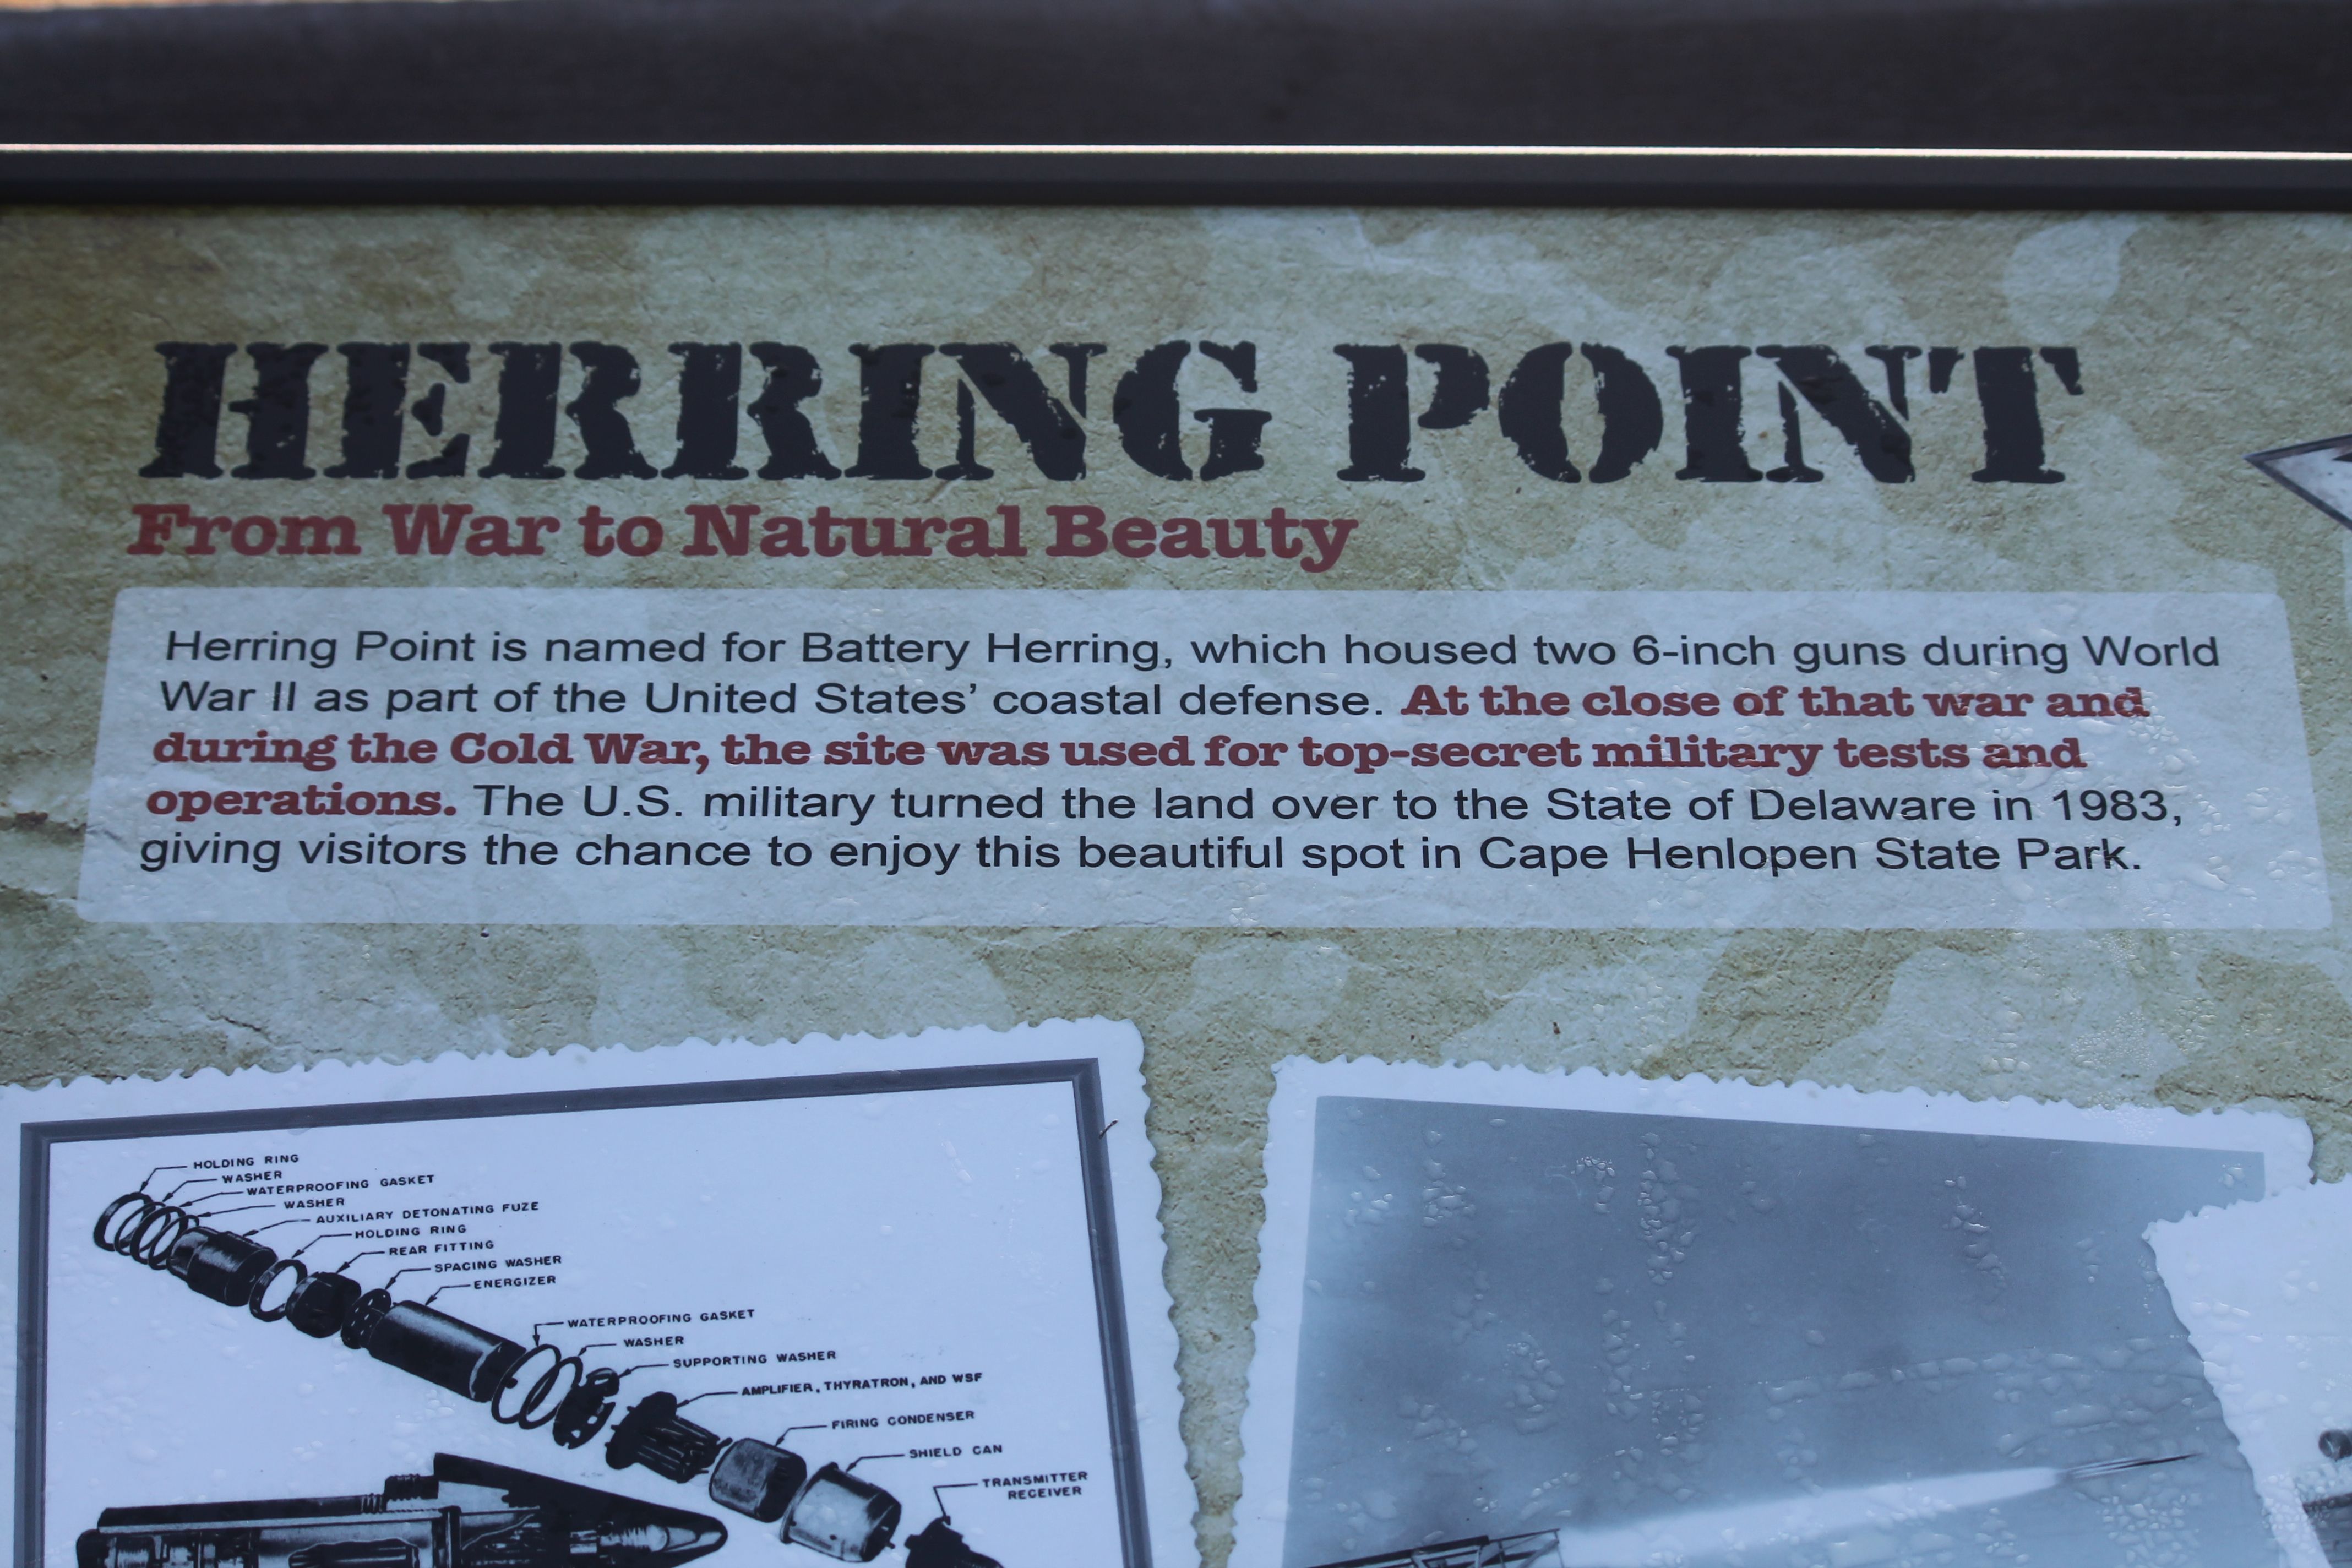 HERRING POINT
From War to Natural Beauty
Herring Point is named for Battery Herring, which housed two 6-inch guns during World
War II as part of the United States’ coastal defense. At the close of that war and
during the Cold War, the site was used for top-secret military tests and
operations. The U.S. military turned the land over to the State of Delaware in 1983,
giving visitors the chance to enjoy this beautiful spot in Cape Henlopen State Park.
HOLDING RING
WASHER
WATERPROOFING GASKET
WASHER
AUXILIARY DETONATING FUZE
HOLDING RING
REAR FITTING
SPACING WASHER
ENERGIZER
WATERPROOFING GASKET
WASHER
SUPPORTING WASHER
AMPLIFIER, THYRATRON, AND WSF
FIRING CONDENSER
SHIELD CAN
TRANSMITTER
RECEIVER